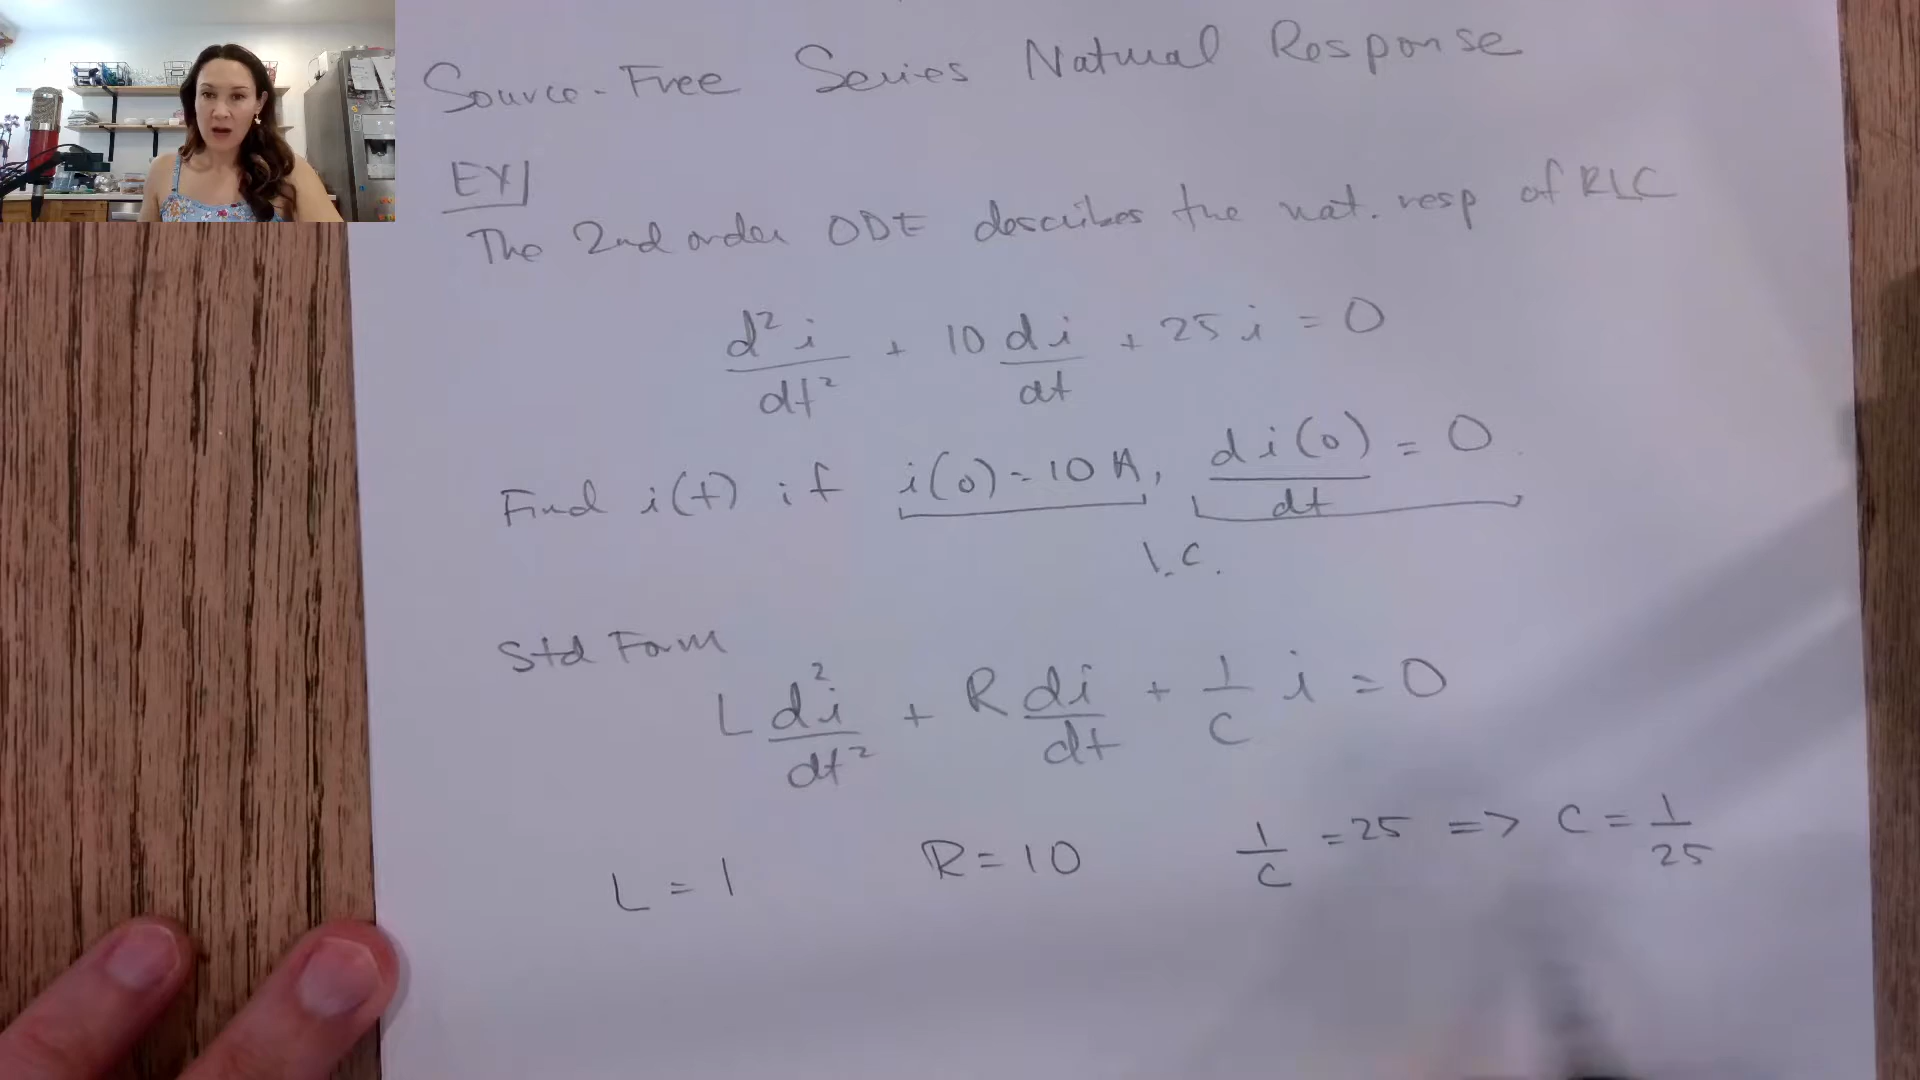 Source-Free Series Natural Response
EX
The 2nd order ODE describes the nat. resp of RLC
d²i/dt² + 10 di/dt + 25 i = 0
Find i(t) if i(0) = 10 A, di(0)/dt = 0
I.C.
Std Form
L d²i/dt² + R di/dt + 1/C i = 0
L = 1 R = 10 1/C = 25 => C = 1/25